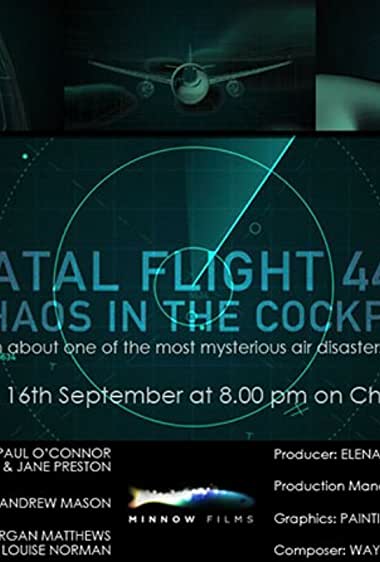 ATAL FLIGHT 44
HAOS IN THE COCKP
about one of the most mysterious air disaster
634
16th September at 8.00 pm on Ch
PAUL O'CONNOR
& JANE PRESTON
ANDREW MASON
RGAN MATTHEWS
LOUISE NORMAN
MINNOW FILMS
Producer: ELENA
Production Mana
Graphics: PAINTI
Composer: WAY